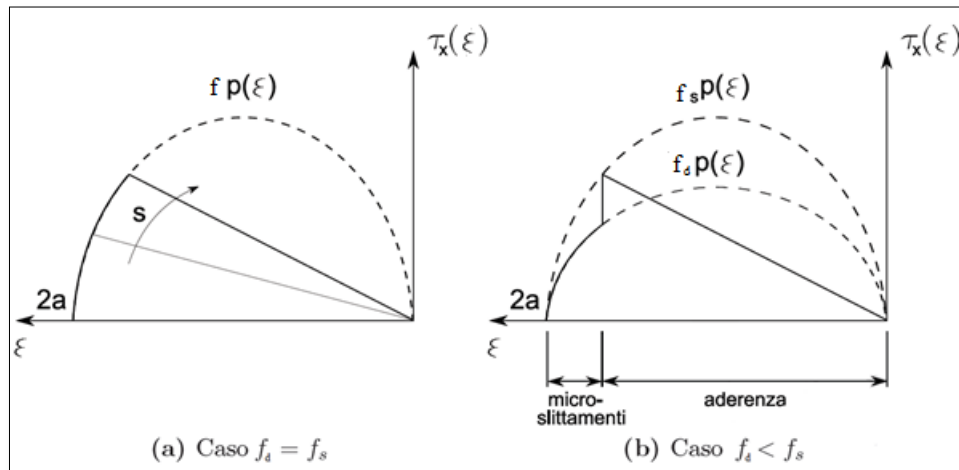 τx(ξ)
f p(ξ)
s
2a
ξ
(a) Caso fd = fs
τx(ξ)
fs p(ξ)
fd p(ξ)
2a
ξ
micro-
slittamenti
aderenza
(b) Caso fd < fs